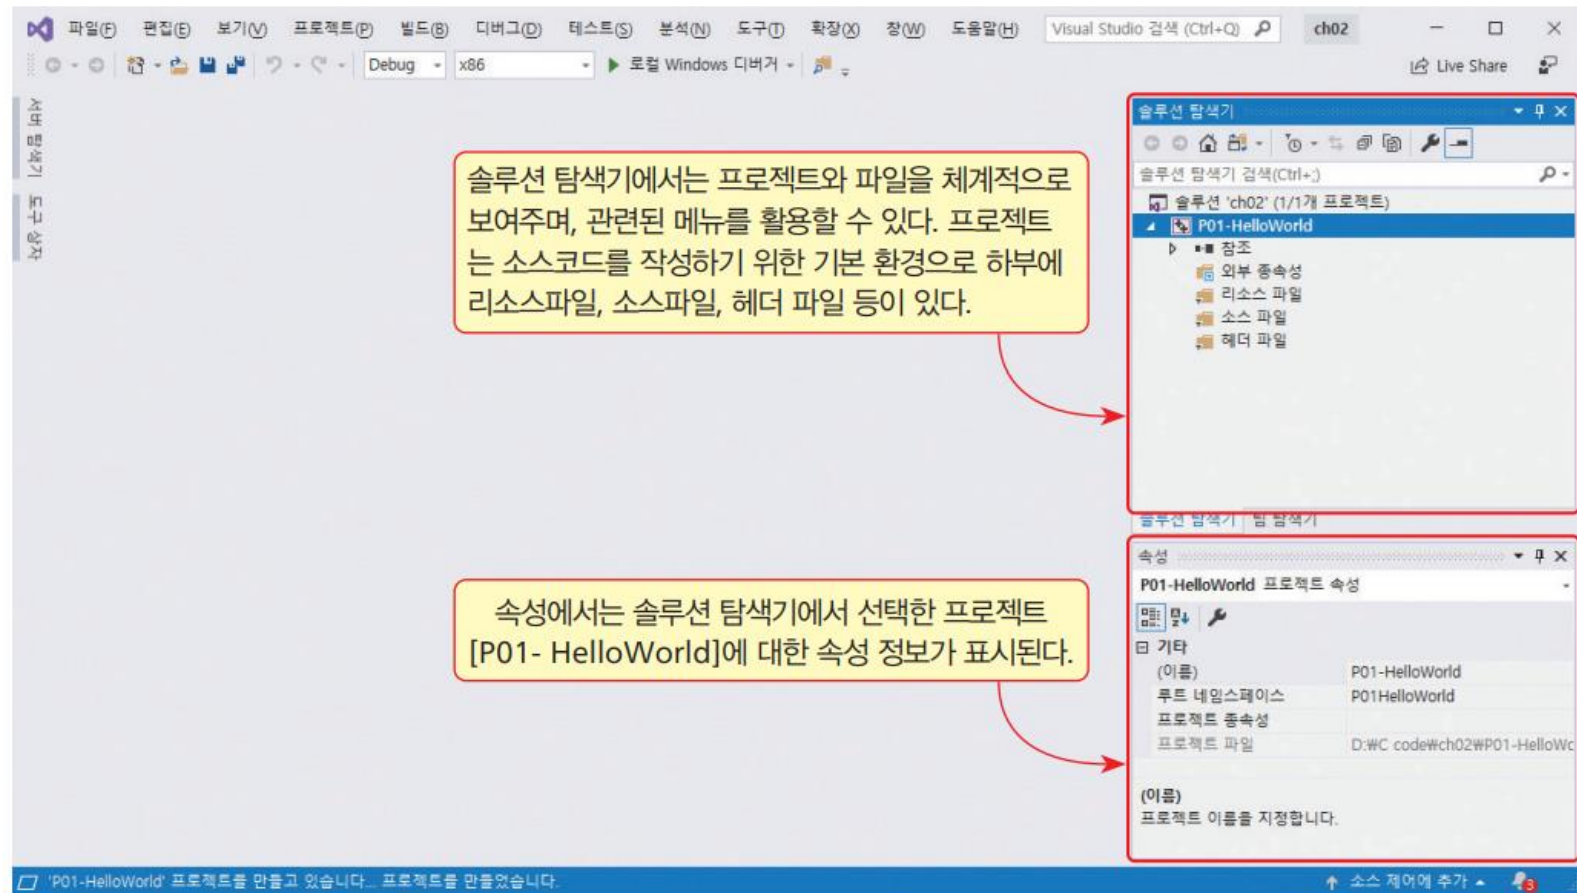 파일(F) 편집(E) 보기(V) 프로젝트(P) 빌드(B) 디버그(D) 테스트(S) 분석(N) 도구(T) 확장(X) 창(W) 도움말(H) Visual Studio 검색 (Ctrl+Q) ch02
Debug x86 로컬 Windows 디버거 Live Share
서버 탐색기
도구 상자
솔루션 탐색기에서는 프로젝트와 파일을 체계적으로
보여주며, 관련된 메뉴를 활용할 수 있다. 프로젝트
는 소스코드를 작성하기 위한 기본 환경으로 하부에
리소스파일, 소스파일, 헤더 파일 등이 있다.
솔루션 탐색기
솔루션 탐색기 검색(Ctrl+;)
솔루션 'ch02' (1/1개 프로젝트)
P01-HelloWorld
참조
외부 종속성
리소스 파일
소스 파일
헤더 파일
솔루션 탐색기 팀 탐색기
속성에서는 솔루션 탐색기에서 선택한 프로젝트
[P01- HelloWorld]에 대한 속성 정보가 표시된다.
속성
P01-HelloWorld 프로젝트 속성
기타
(이름) P01-HelloWorld
루트 네임스페이스 P01HelloWorld
프로젝트 종속성
프로젝트 파일 D:₩C code₩ch02₩P01-HelloWo
(이름)
프로젝트 이름을 지정합니다.
'P01-HelloWorld' 프로젝트를 만들고 있습니다... 프로젝트를 만들었습니다. 소스 제어에 추가 3